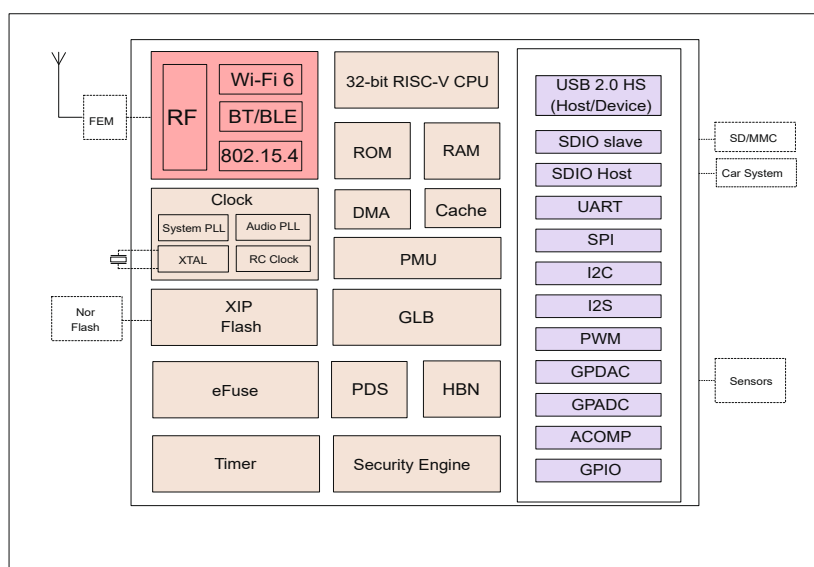 FEM
RF
Wi-Fi 6
BT/BLE
802.15.4
Clock
System PLL
Audio PLL
XTAL
RC Clock
Nor
Flash
XIP
Flash
eFuse
Timer
32-bit RISC-V CPU
ROM
RAM
DMA
Cache
PMU
GLB
PDS
HBN
Security Engine
USB 2.0 HS
(Host/Device)
SDIO slave
SDIO Host
UART
SPI
I2C
I2S
PWM
GPDAC
GPADC
ACOMP
GPIO
SD/MMC
Car System
Sensors